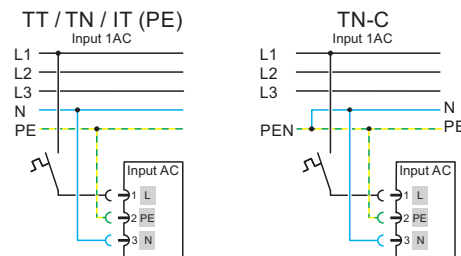 TT / TN / IT (PE)
Input 1AC
L1
L2
L3
N
PE
Input AC
1 L
2 PE
3 N
TN-C
Input 1AC
L1
L2
L3
N
PEN
PE
Input AC
1 L
2 PE
3 N